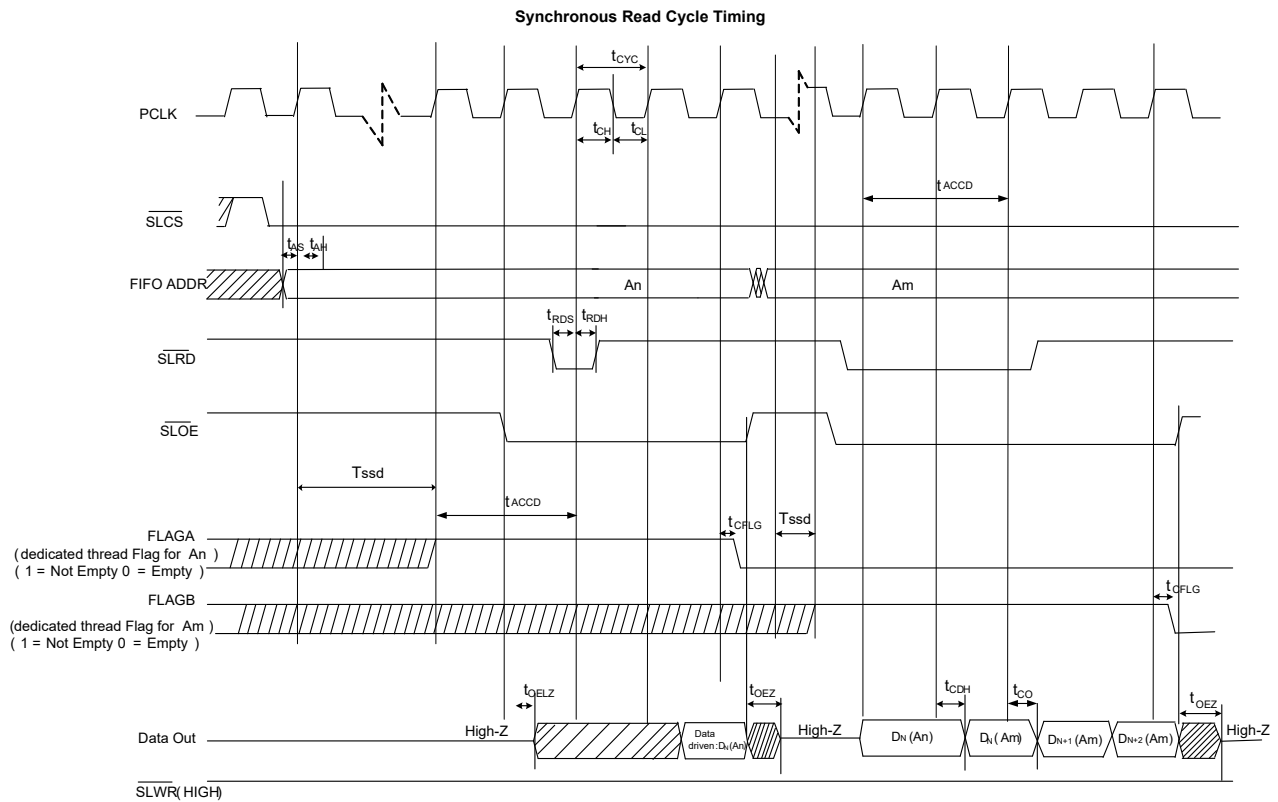 Synchronous Read Cycle Timing
tCYC
PCLK
tCH
tCL
tACCD
SLCS
tAS
tAH
FIFO ADDR
An
Am
tRDS
tRDH
SLRD
SLOE
Tssd
tACCD
tCFLG
Tssd
FLAGA
(dedicated thread Flag for An)
(1 = Not Empty 0 = Empty)
FLAGB
tCFLG
(dedicated thread Flag for Am)
(1 = Not Empty 0 = Empty)
tOELZ
tOEZ
tCDH
tCO
tOEZ
Data Out
High-Z
Data driven:DN(An)
High-Z
DN(An)
DN(Am)
DN+1(Am)
DN+2(Am)
High-Z
SLWR(HIGH)